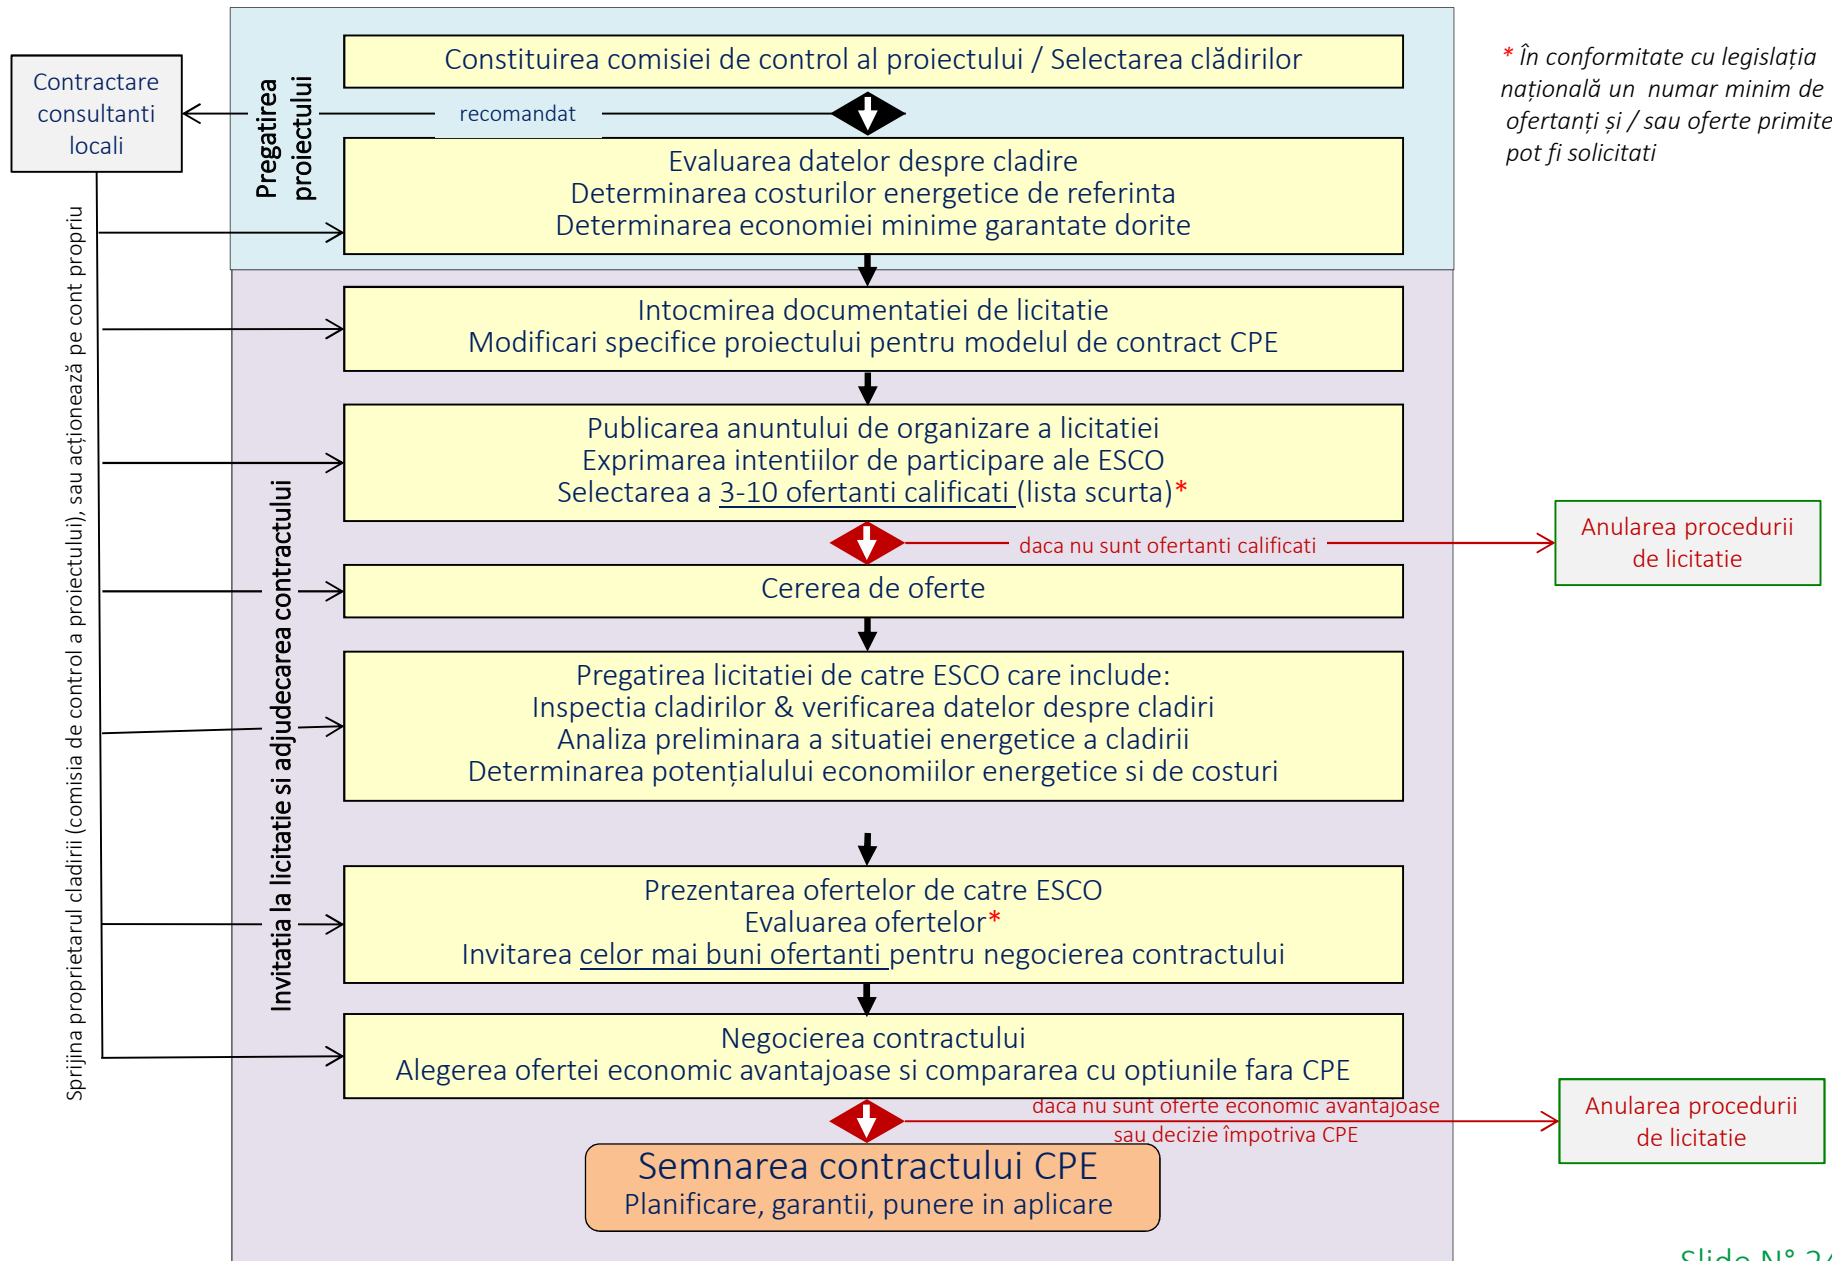 Constituirea comisiei de control al proiectului / Selectarea clădirilor
* În conformitate cu legislația
națională un numar minim de
ofertanți și / sau oferte primite
pot fi solicitati
Contractare
consultanti
locali
recomandat
Pregatirea
proiectului
Evaluarea datelor despre cladire
Determinarea costurilor energetice de referinta
Determinarea economiei minime garantate dorite
Sprijina proprietarul cladirii (comisia de control a proiectului), sau acționează pe cont propriu
Invitatia la licitatie si adjudecarea contractului
Intocmirea documentatiei de licitatie
Modificari specifice proiectului pentru modelul de contract CPE
Publicarea anuntului de organizare a licitatiei
Exprimarea intentiilor de participare ale ESCO
Selectarea a 3-10 ofertanti calificati (lista scurta)*
daca nu sunt ofertanti calificati
Anularea procedurii
de licitatie
Cererea de oferte
Pregatirea licitatiei de catre ESCO care include:
Inspectia cladirilor & verificarea datelor despre cladiri
Analiza preliminara a situatiei energetice a cladirii
Determinarea potențialului economiilor energetice si de costuri
Prezentarea ofertelor de catre ESCO
Evaluarea ofertelor*
Invitarea celor mai buni ofertanti pentru negocierea contractului
Negocierea contractului
Alegerea ofertei economic avantajoase si compararea cu optiunile fara CPE
daca nu sunt oferte economic avantajoase
sau decizie împotriva CPE
Anularea procedurii
de licitatie
Semnarea contractului CPE
Planificare, garantii, punere in aplicare
Slide N°